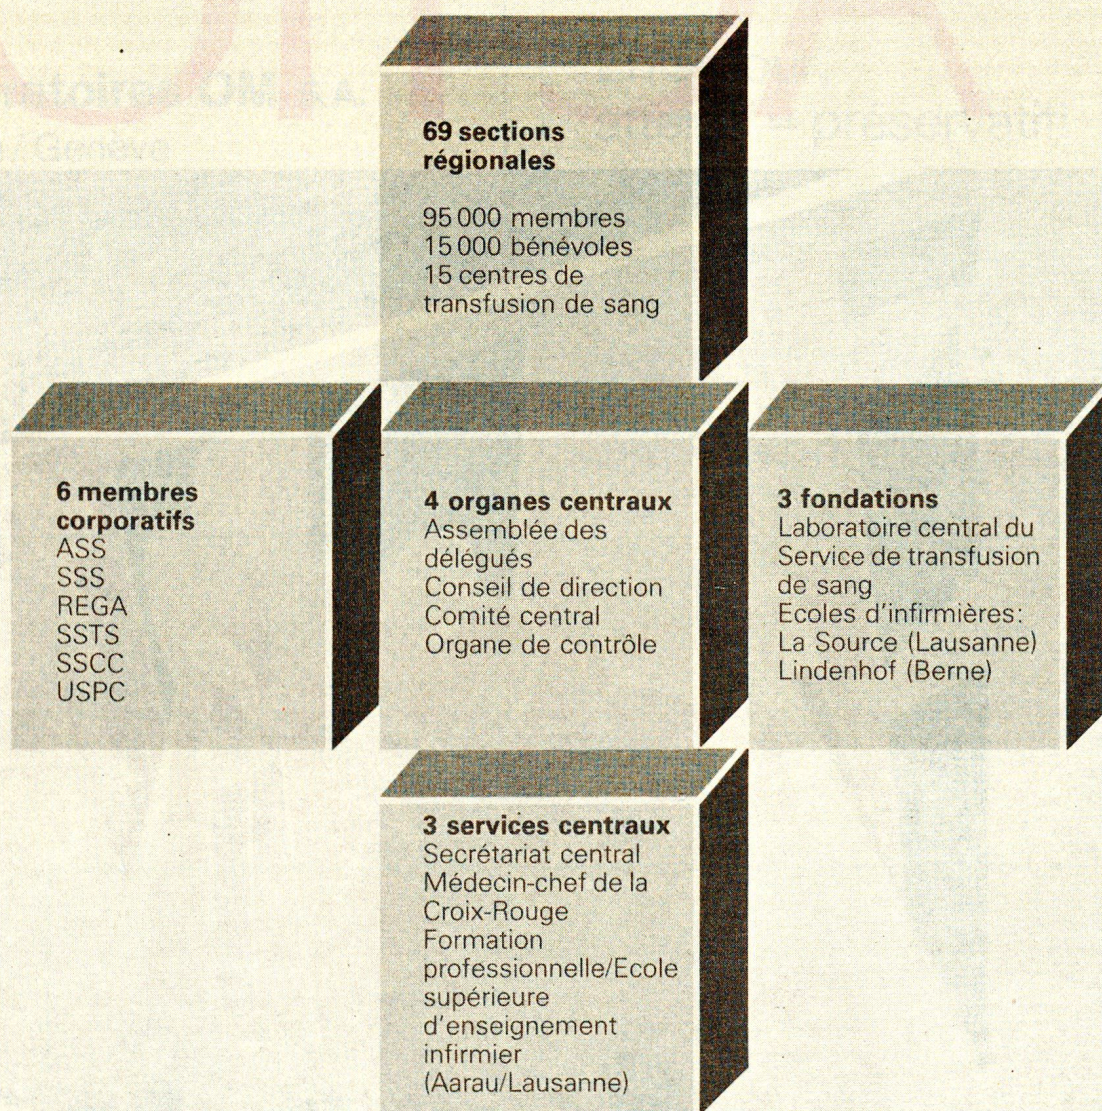 69 sections
régionales
95 000 membres
15 000 bénévoles
15 centres de
transfusion de sang
6 membres
corporatifs
ASS
SSS
REGA
SSTS
SSCC
USPC
4 organes centraux
Assemblée des
délégués
Conseil de direction
Comité central
Organe de contrôle
3 fondations
Laboratoire central du
Service de transfusion
de sang
Ecoles d'infirmières:
La Source (Lausanne)
Lindenhof (Berne)
3 services centraux
Secrétariat central
Médecin-chef de la
Croix-Rouge
Formation
professionnelle/Ecole
supérieure
d'enseignement
infirmier
(Aarau/Lausanne)